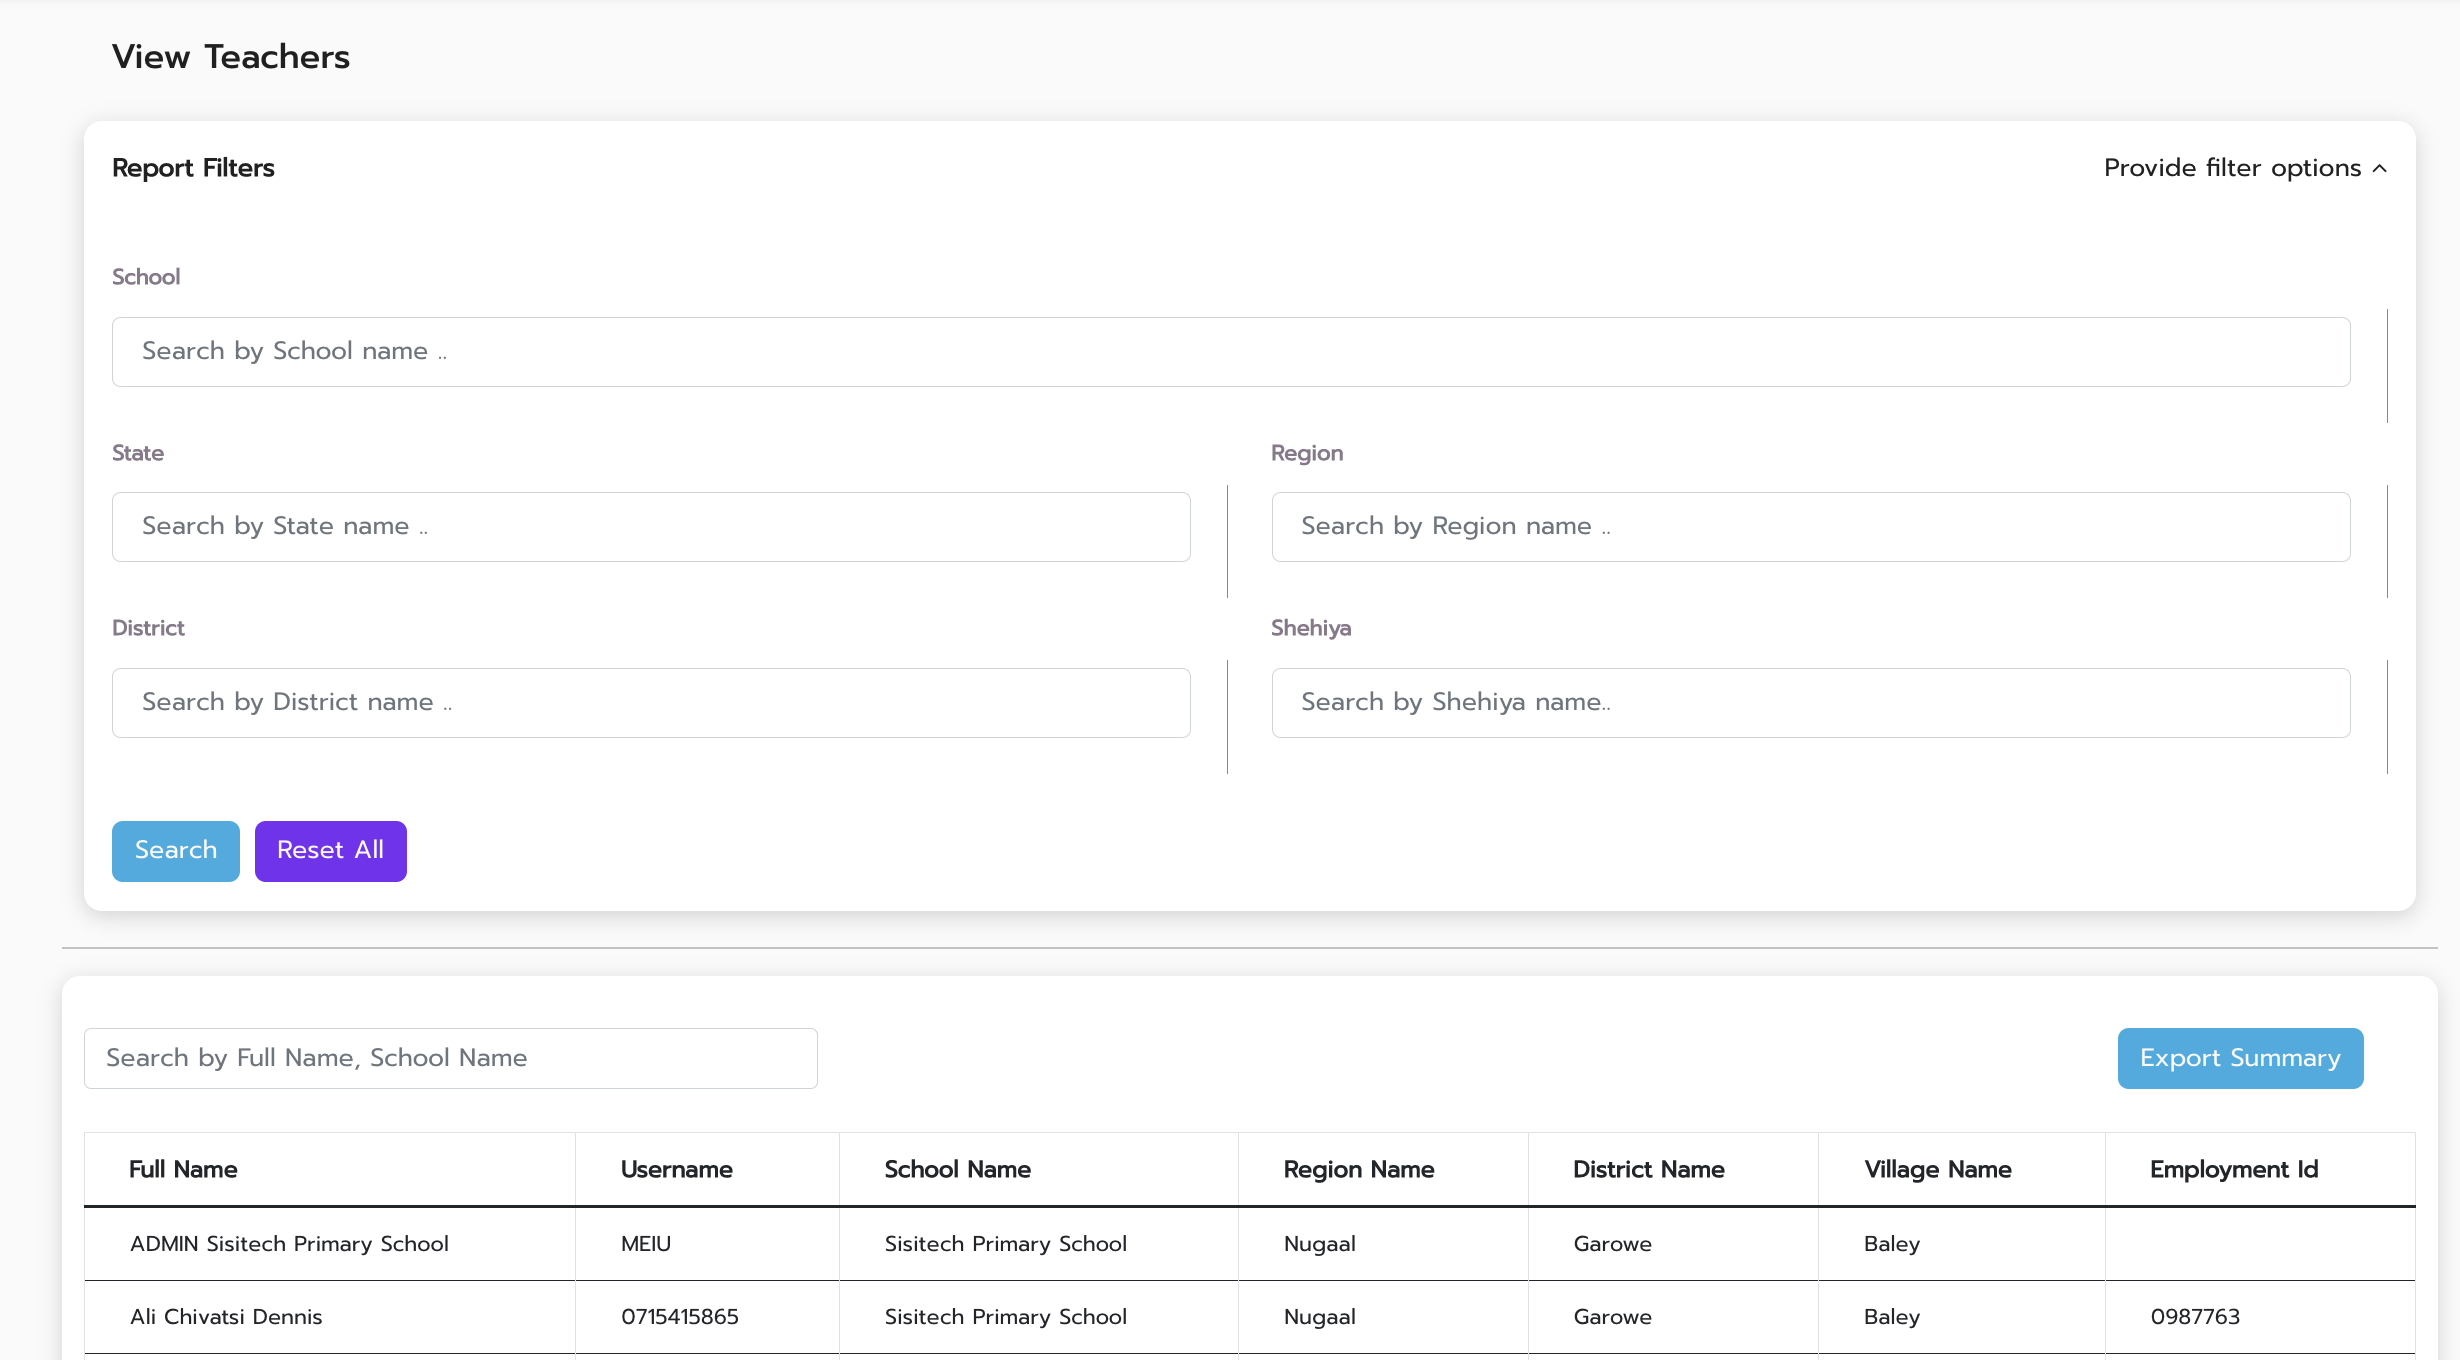 View Teachers
Report Filters
Provide filter options
School
Search by School name ..
State
Region
Search by State name ..
Search by Region name ..
District
Shehiya
Search by District name ..
Search by Shehiya name..
Search
Reset All
Search by Full Name, School Name
Export Summary
Full Name Username School Name Region Name District Name Village Name Employment Id
ADMIN Sisitech Primary School MEIU Sisitech Primary School Nugaal Garowe Baley
Ali Chivatsi Dennis 0715415865 Sisitech Primary School Nugaal Garowe Baley 0987763